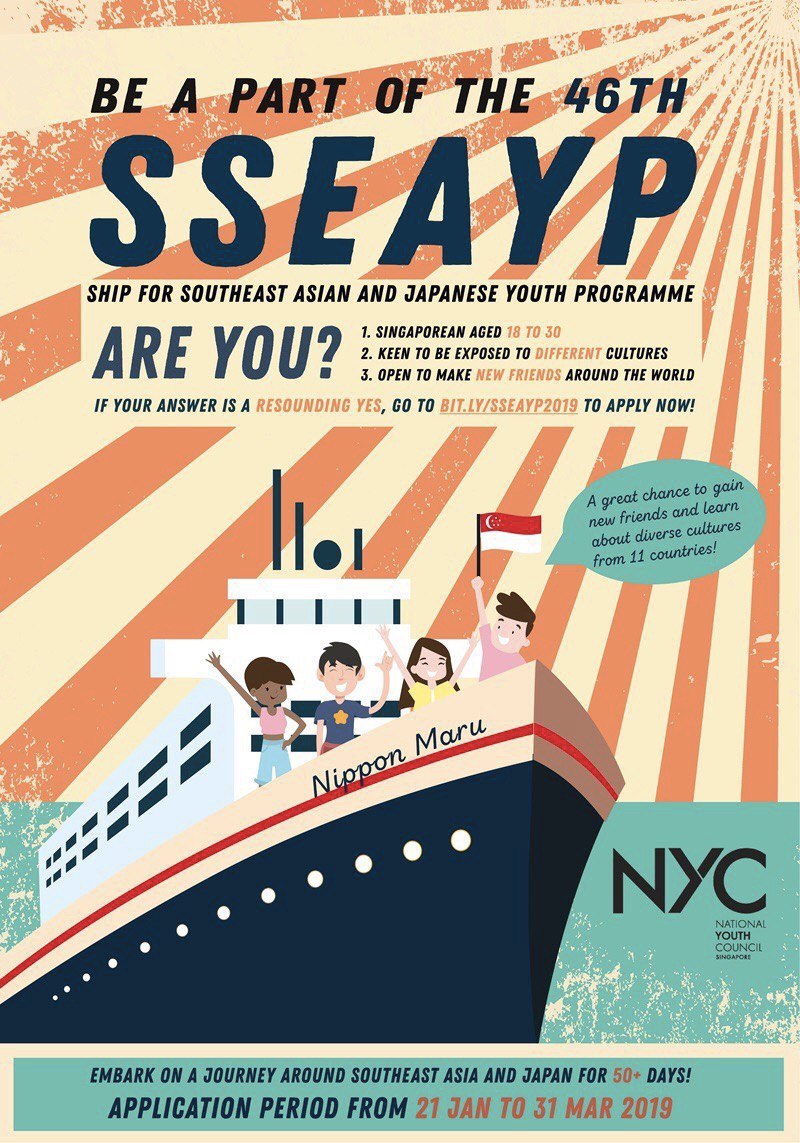 BE A PART OF THE 46TH
SSEAYP
SHIP FOR SOUTHEAST ASIAN AND JAPANESE YOUTH PROGRAMME
ARE YOU?
1. SINGAPOREAN AGED 18 TO 30
2. KEEN TO BE EXPOSED TO DIFFERENT CULTURES
3. OPEN TO MAKE NEW FRIENDS AROUND THE WORLD
IF YOUR ANSWER IS A RESOUNDING YES, GO TO BIT.LY/SSEAYP2019 TO APPLY NOW!
A great chance to gain
new friends and learn
about diverse cultures
from 11 countries!
Nippon Maru
NYC
NATIONAL
YOUTH
COUNCIL
SINGAPORE
EMBARK ON A JOURNEY AROUND SOUTHEAST ASIA AND JAPAN FOR 50+ DAYS!
APPLICATION PERIOD FROM 21 JAN TO 31 MAR 2019